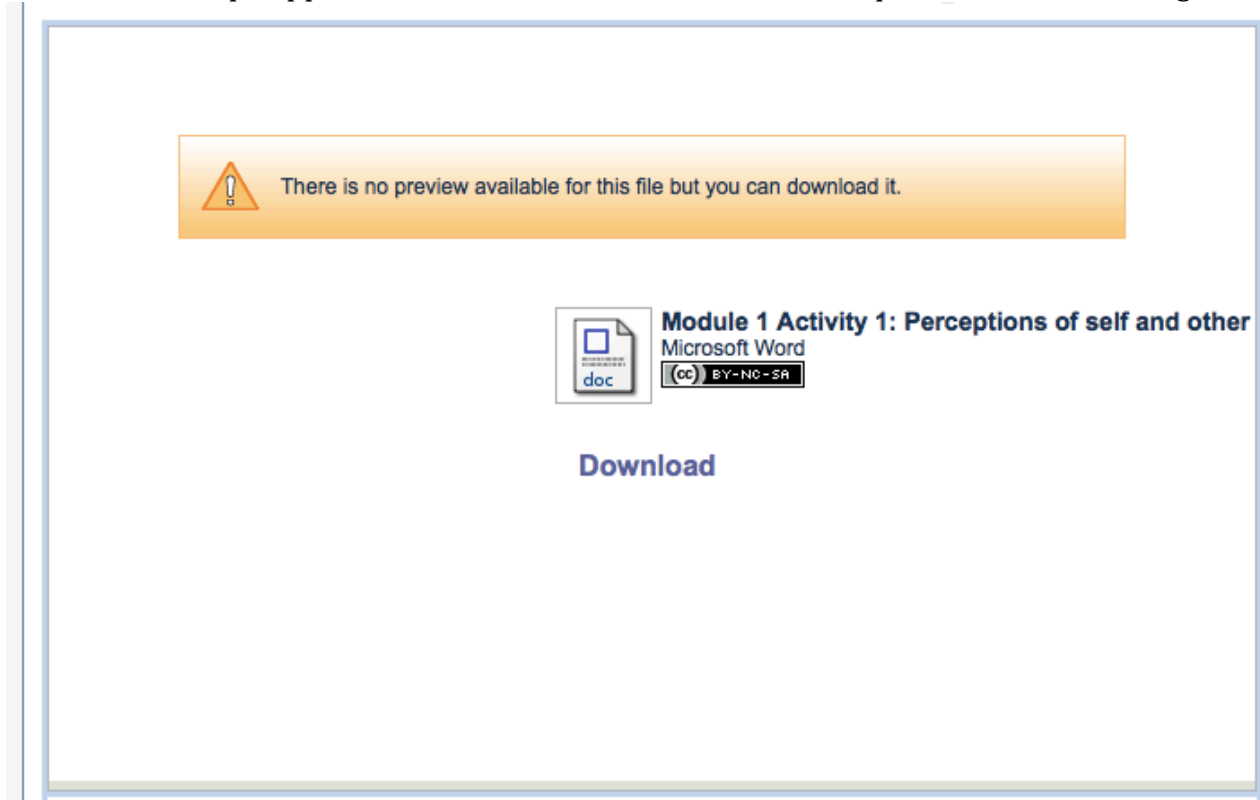 There is no preview available for this file but you can download it.
Module 1 Activity 1: Perceptions of self and other
Microsoft Word
(cc) BY-NC-SA
doc
Download